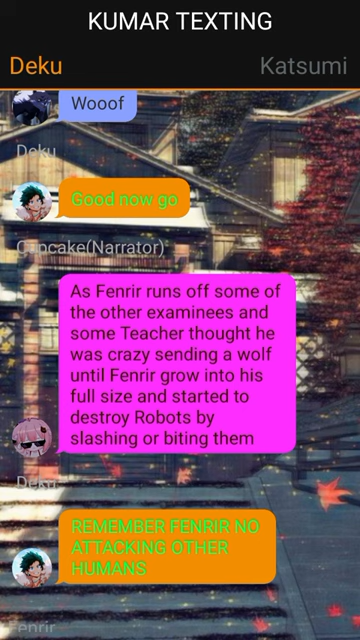 KUMAR TEXTING
Deku
Katsumi
Wooof
Deku
Good now go
Cupcake(Narrator)
As Fenrir runs off some of
the other examinees and
some Teacher thought he
was crazy sending a wolf
until Fenrir grow into his
full size and started to
destroy Robots by
slashing or biting them
Deku
REMEMBER FENRIR NO
ATTACKING OTHER
HUMANS
Fenrir